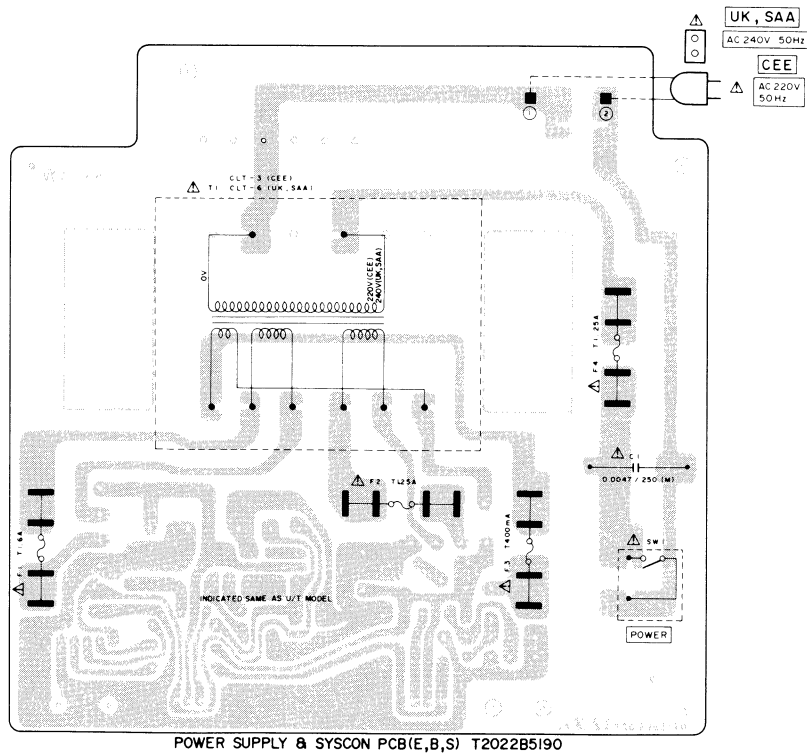 UK, SAA
AC 240V 50Hz
CEE
AC 220V
50Hz
1
2
CLT-3 (CEE)
T1 CLT-6 (UK, SAA)
0V
220V(CEE)
240V(UK,SAA)
F4 T1.25A
C1
0.0047/250 (M)
F2 T1.25A
F1 T1.6A
F3 T400mA
SW1
INDICATED SAME AS U/T MODEL
POWER
POWER SUPPLY & SYSCON PCB(E,B,S) T2022B5190